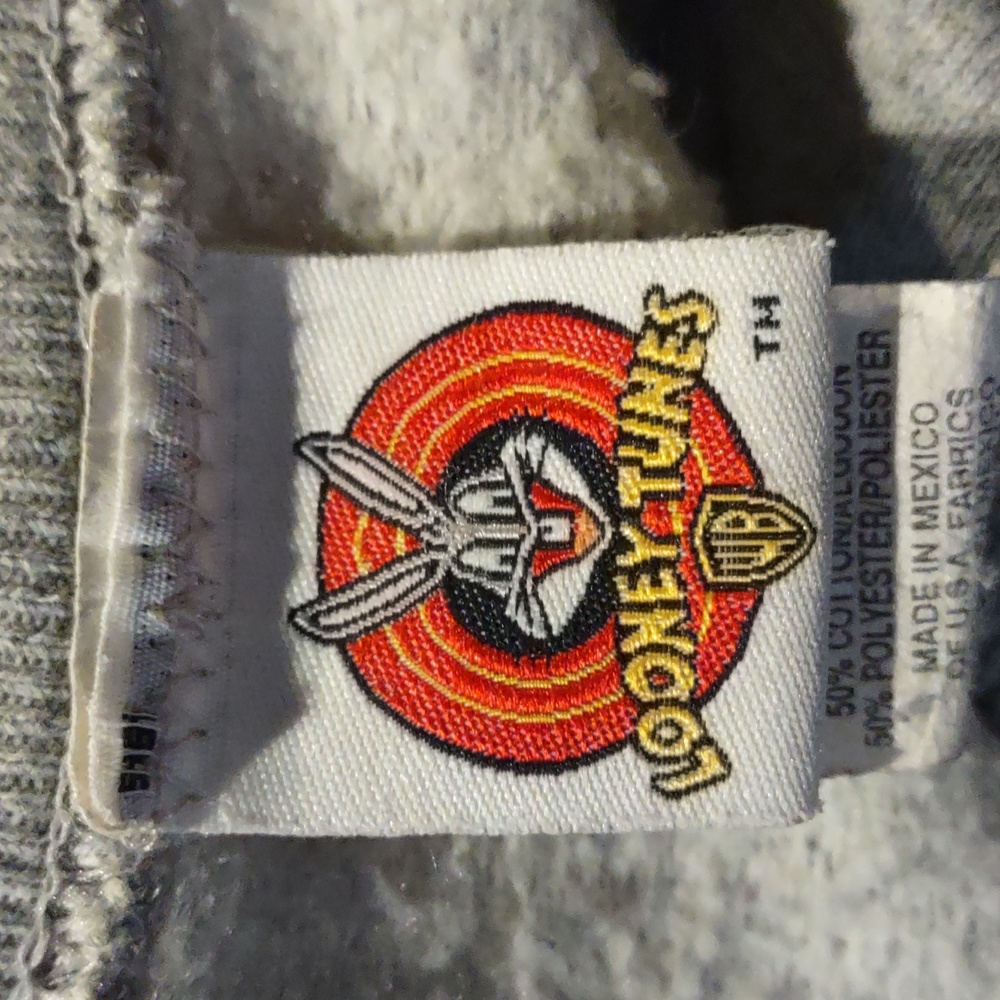 LOONEY TUNES
TM
WB
50% COTTON/ALGODON
50% POLYESTER/POLIESTER
MADE IN MEXICO
OF U S A FABRICS